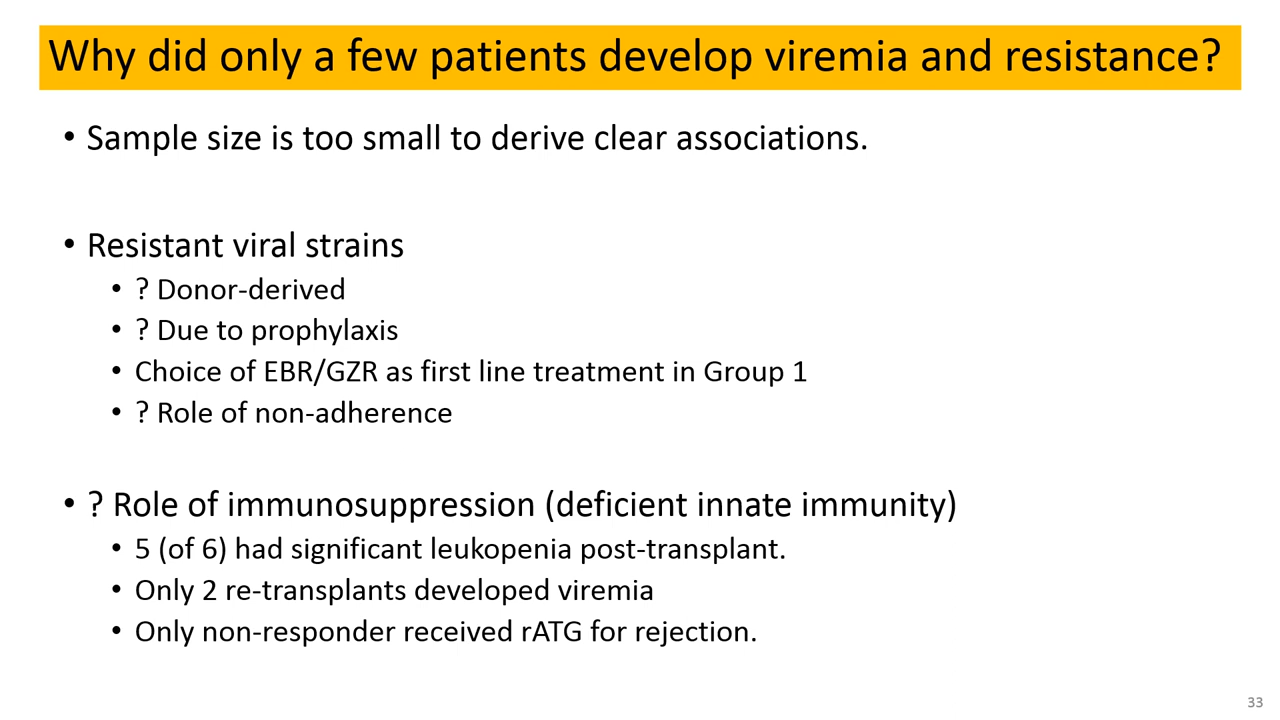 Why did only a few patients develop viremia and resistance?
• Sample size is too small to derive clear associations.
• Resistant viral strains
• ? Donor-derived
• ? Due to prophylaxis
• Choice of EBR/GZR as first line treatment in Group 1
• ? Role of non-adherence
• ? Role of immunosuppression (deficient innate immunity)
• 5 (of 6) had significant leukopenia post-transplant.
• Only 2 re-transplants developed viremia
• Only non-responder received rATG for rejection.
33